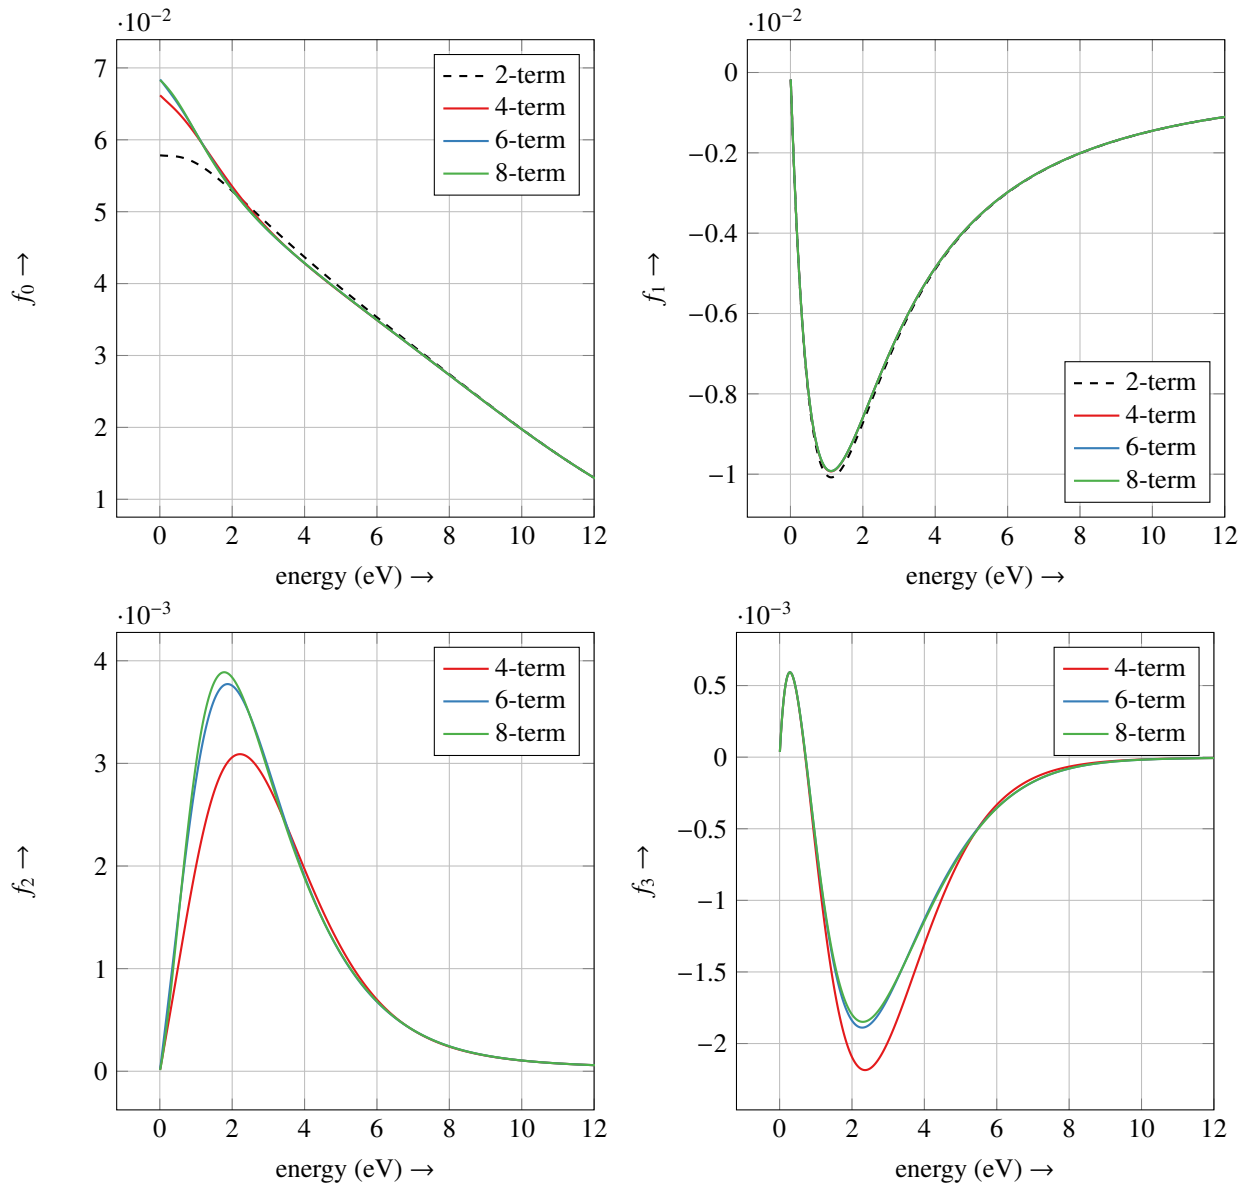 ·10−2
7
6
5
4
3
2
1
f0 →
0 2 4 6 8 10 12
energy (eV) →
2-term
4-term
6-term
8-term
·10−2
0
−0.2
−0.4
−0.6
−0.8
−1
f1 →
0 2 4 6 8 10 12
energy (eV) →
2-term
4-term
6-term
8-term
·10−3
4
3
2
1
0
f2 →
0 2 4 6 8 10 12
energy (eV) →
4-term
6-term
8-term
·10−3
0.5
0
−0.5
−1
−1.5
−2
f3 →
0 2 4 6 8 10 12
energy (eV) →
4-term
6-term
8-term